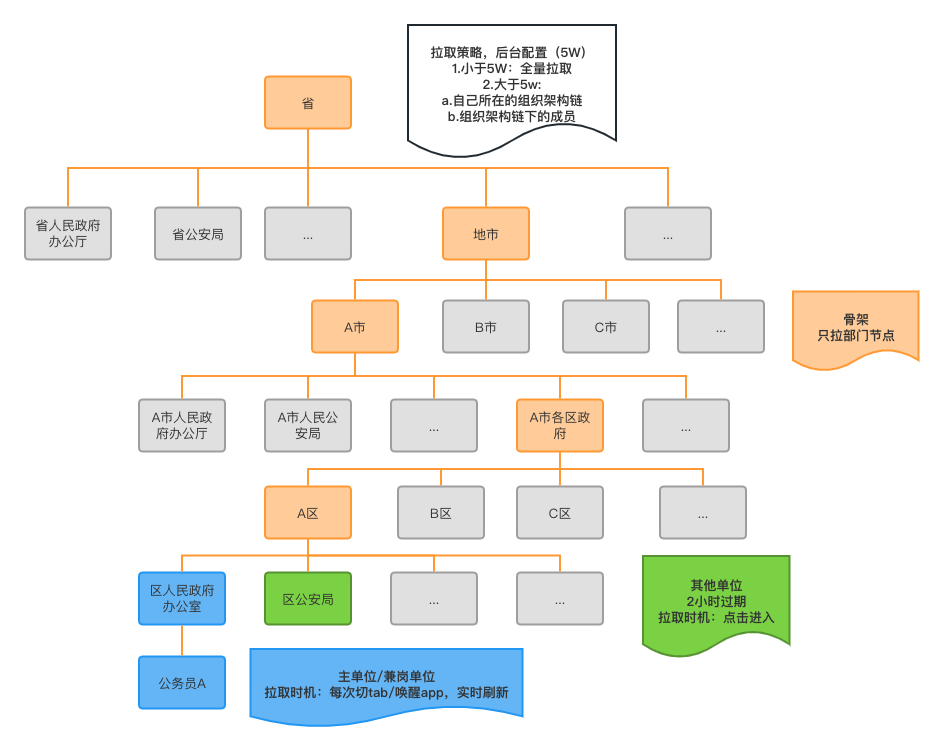 拉取策略，后台配置（5W）
1.小于5W：全量拉取
2.大于5w:
a.自己所在的组织架构链
b.组织架构链下的成员
省
省人民政府
办公厅
省公安局
...
地市
...
A市
B市
C市
...
骨架
只拉部门节点
A市人民政
府办公厅
A市人民公
安局
...
A市各区政
府
...
A区
B区
C区
...
区人民政府
办公室
区公安局
...
...
其他单位
2小时过期
拉取时机：点击进入
公务员A
主单位/兼岗单位
拉取时机：每次切tab/唤醒app，实时刷新